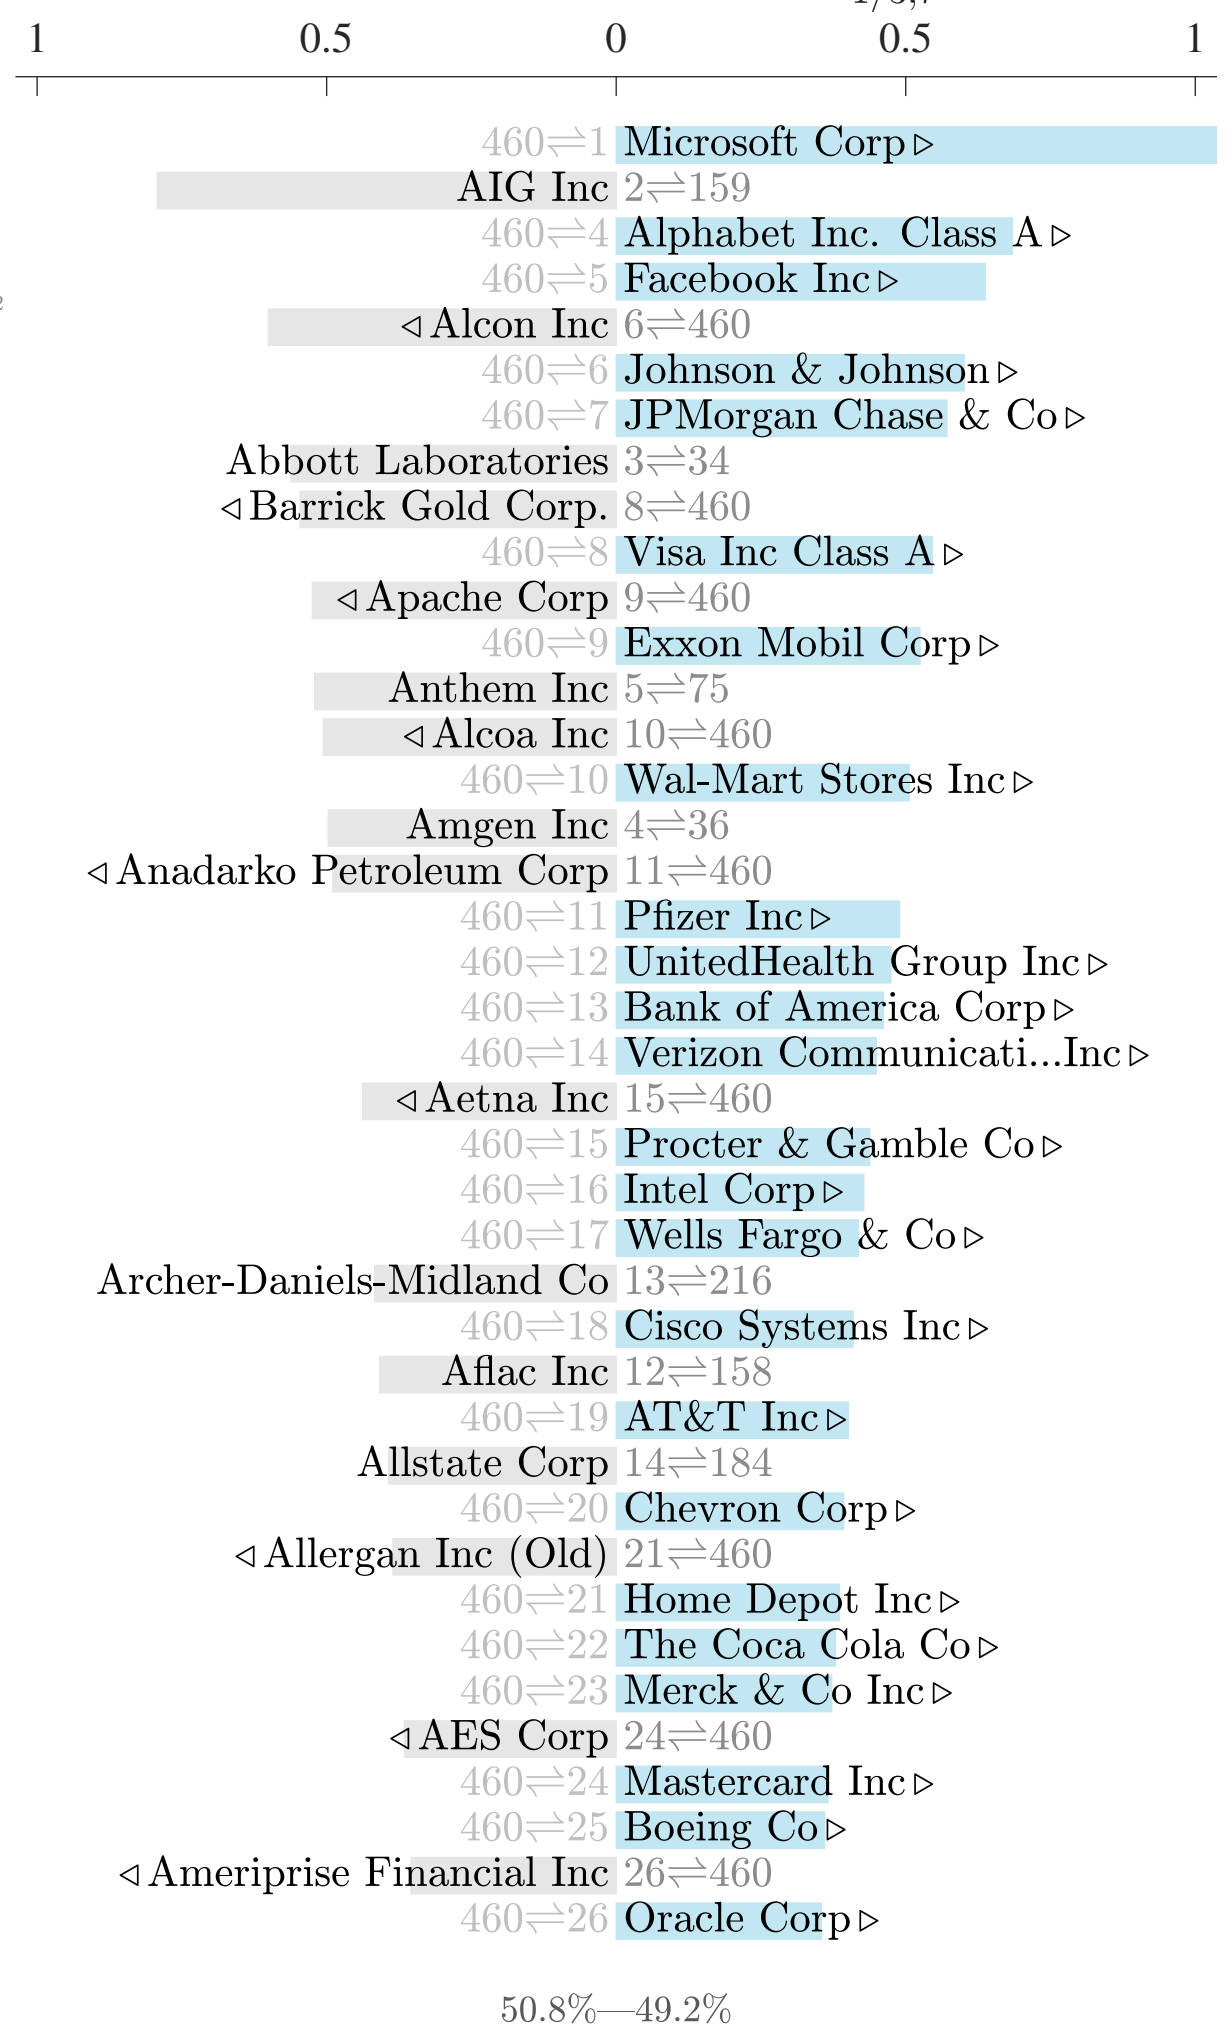 1 0.5 0 0.5 1
460⇌1 Microsoft Corp▷
AIG Inc 2⇌159
460⇌4 Alphabet Inc. Class A▷
460⇌5 Facebook Inc▷
◁Alcon Inc 6⇌460
460⇌6 Johnson & Johnson▷
460⇌7 JPMorgan Chase & Co▷
Abbott Laboratories 3⇌34
◁Barrick Gold Corp. 8⇌460
460⇌8 Visa Inc Class A▷
◁Apache Corp 9⇌460
460⇌9 Exxon Mobil Corp▷
Anthem Inc 5⇌75
◁Alcoa Inc 10⇌460
460⇌10 Wal-Mart Stores Inc▷
Amgen Inc 4⇌36
◁Anadarko Petroleum Corp 11⇌460
460⇌11 Pfizer Inc▷
460⇌12 UnitedHealth Group Inc▷
460⇌13 Bank of America Corp▷
460⇌14 Verizon Communicati...Inc▷
◁Aetna Inc 15⇌460
460⇌15 Procter & Gamble Co▷
460⇌16 Intel Corp▷
460⇌17 Wells Fargo & Co▷
Archer-Daniels-Midland Co 13⇌216
460⇌18 Cisco Systems Inc▷
Aflac Inc 12⇌158
460⇌19 AT&T Inc▷
Allstate Corp 14⇌184
460⇌20 Chevron Corp▷
◁Allergan Inc (Old) 21⇌460
460⇌21 Home Depot Inc▷
460⇌22 The Coca Cola Co▷
460⇌23 Merck & Co Inc▷
◁AES Corp 24⇌460
460⇌24 Mastercard Inc▷
460⇌25 Boeing Co▷
◁Ameriprise Financial Inc 26⇌460
460⇌26 Oracle Corp▷
50.8%—49.2%